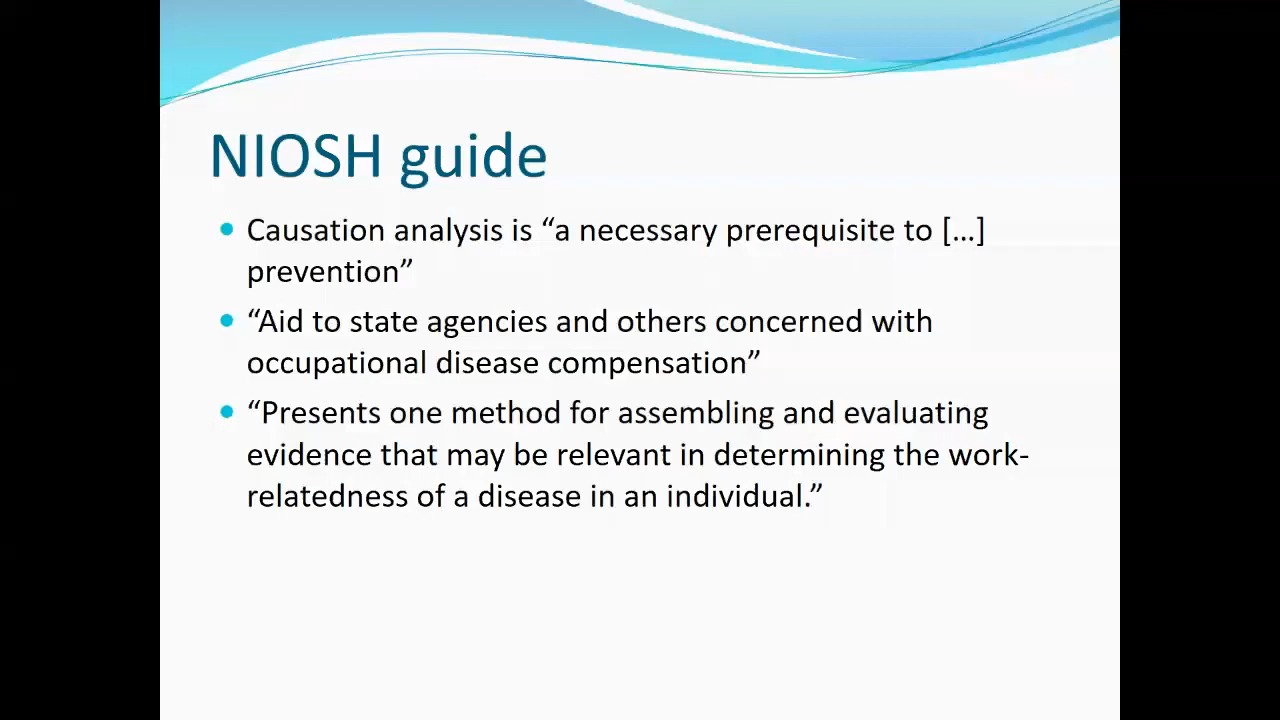 NIOSH guide
• Causation analysis is “a necessary prerequisite to […]
prevention”
• “Aid to state agencies and others concerned with
occupational disease compensation”
• “Presents one method for assembling and evaluating
evidence that may be relevant in determining the work-
relatedness of a disease in an individual.”